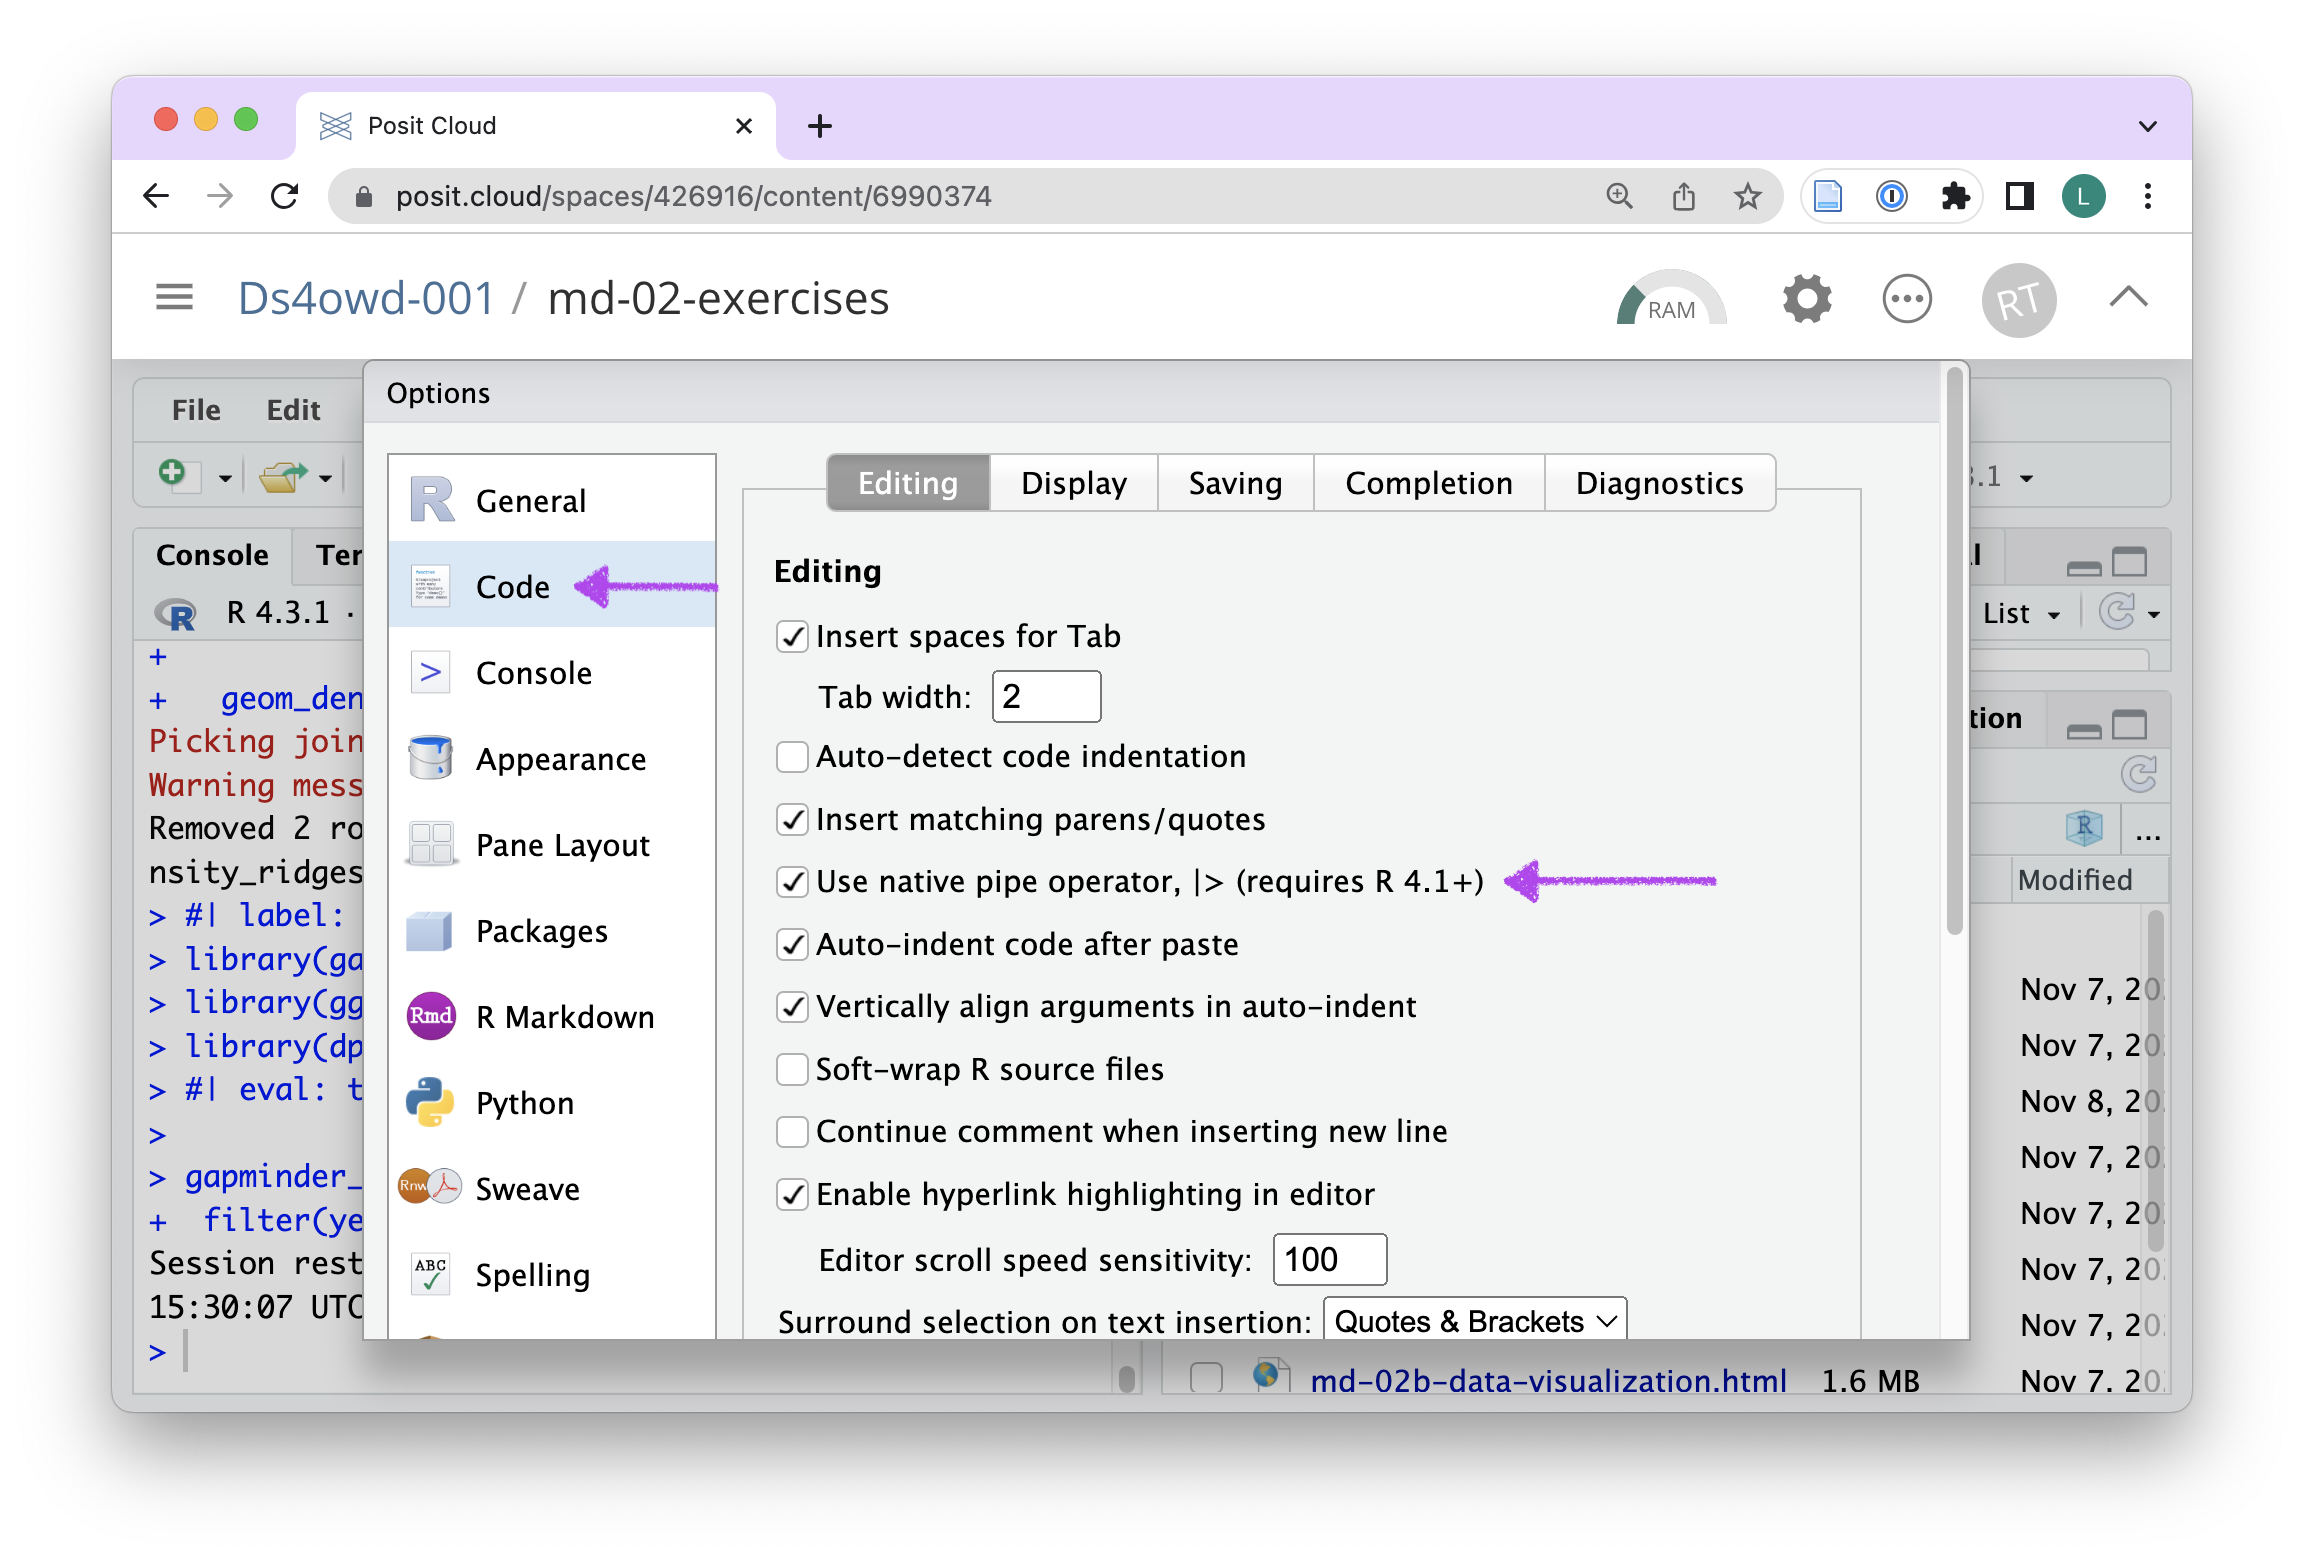 Posit Cloud
posit.cloud/spaces/426916/content/6990374
L
Ds4owd-001 / md-02-exercises
RAM
RT
File Edit
Options
General
Code
Console
Appearance
Pane Layout
Packages
Rmd R Markdown
Python
Rnw Sweave
ABC Spelling
Editing Display Saving Completion Diagnostics
Editing
Insert spaces for Tab
Tab width: 2
Auto-detect code indentation
Insert matching parens/quotes
Use native pipe operator, |> (requires R 4.1+)
Auto-indent code after paste
Vertically align arguments in auto-indent
Soft-wrap R source files
Continue comment when inserting new line
Enable hyperlink highlighting in editor
Editor scroll speed sensitivity: 100
Surround selection on text insertion: Quotes & Brackets
Console Ter
R 4.3.1 ·
+
+ geom_den
Picking join
Warning mess
Removed 2 ro
nsity_ridges
> #| label:
> library(ga
> library(gg
> library(dp
> #| eval: t
>
> gapminder_
+ filter(ye
Session rest
15:30:07 UTC
>
.1
List
tion
...
Modified
Nov 7, 20
Nov 7, 20
Nov 8, 20
Nov 7, 20
Nov 7, 20
Nov 7, 20
Nov 7, 20
md-02b-data-visualization.html 1.6 MB Nov 7, 20